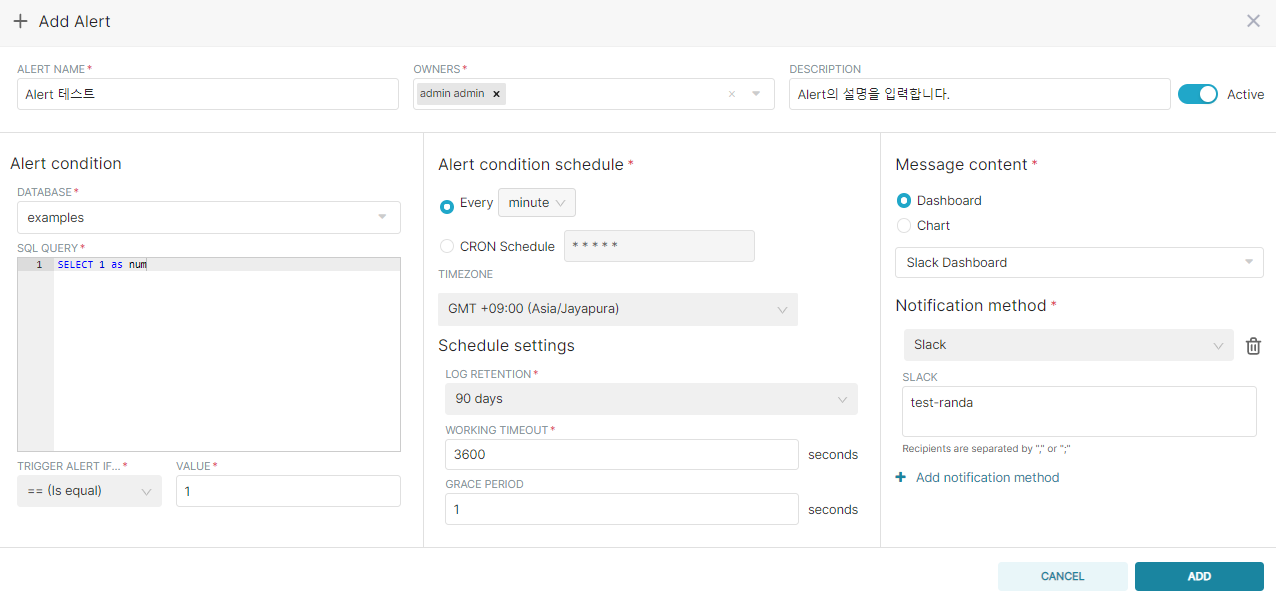 + Add Alert
ALERT NAME*
Alert 테스트
OWNERS*
admin admin ×
DESCRIPTION
Alert의 설명을 입력합니다.
Active
Alert condition
DATABASE*
examples
SQL QUERY*
1 SELECT 1 as num
TRIGGER ALERT IF...*
== (Is equal)
VALUE*
1
Alert condition schedule *
Every minute
CRON Schedule * * * * *
TIMEZONE
GMT +09:00 (Asia/Jayapura)
Schedule settings
LOG RETENTION*
90 days
WORKING TIMEOUT*
3600 seconds
GRACE PERIOD
1 seconds
Message content *
Dashboard
Chart
Slack Dashboard
Notification method *
Slack
SLACK
test-randa
Recipients are separated by "," or ";"
+ Add notification method
CANCEL
ADD